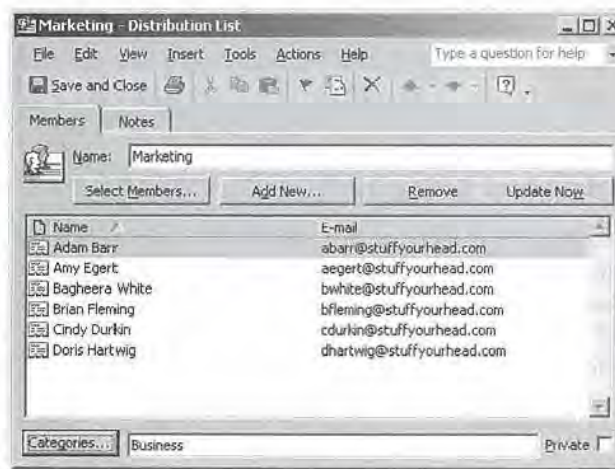 Marketing - Distribution List
File Edit View Insert Tools Actions Help Type a question for help
Save and Close
Members Notes
Name: Marketing
Select Members... Add New... Remove Update Now
Name E-mail
Adam Barr abarr@stuffyourhead.com
Amy Egert aegert@stuffyourhead.com
Bagheera White bwhite@stuffyourhead.com
Brian Fleming bfleming@stuffyourhead.com
Cindy Durkin cdurkin@stuffyourhead.com
Doris Hartwig dhartwig@stuffyourhead.com
Categories... Business Private